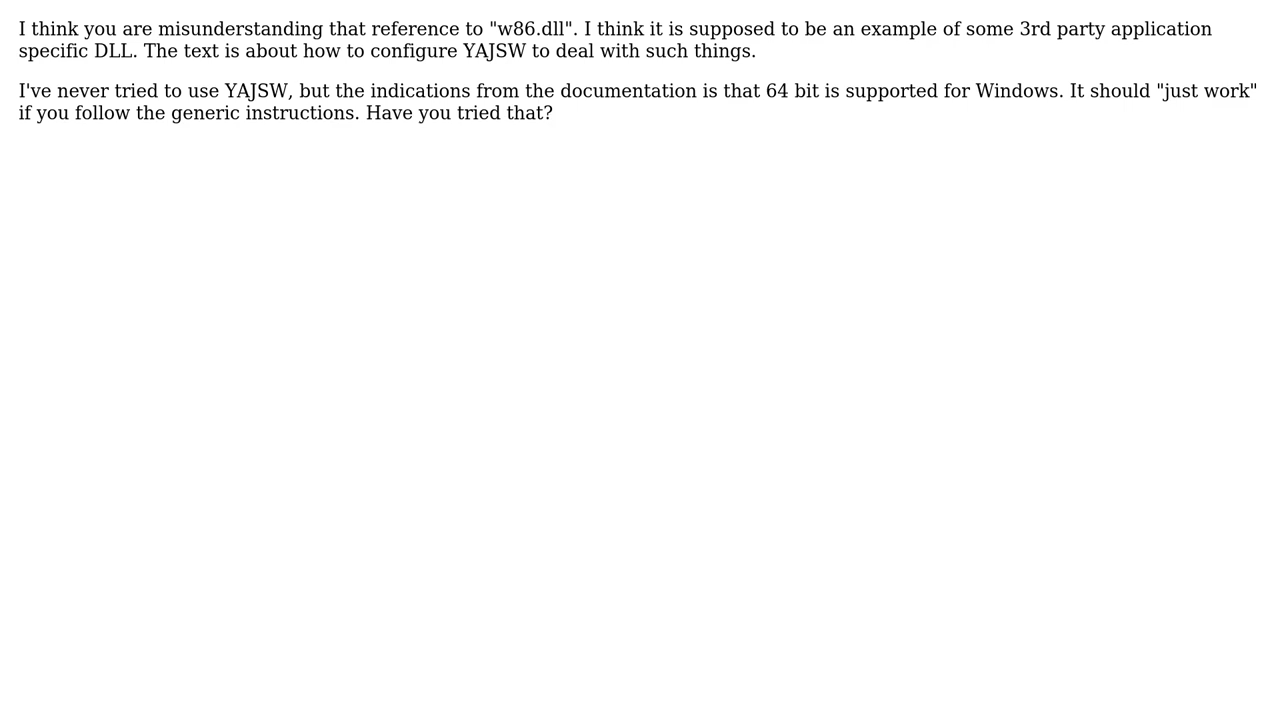 I think you are misunderstanding that reference to "w86.dll". I think it is supposed to be an example of some 3rd party application
specific DLL. The text is about how to configure YAJSW to deal with such things.
I've never tried to use YAJSW, but the indications from the documentation is that 64 bit is supported for Windows. It should "just work"
if you follow the generic instructions. Have you tried that?